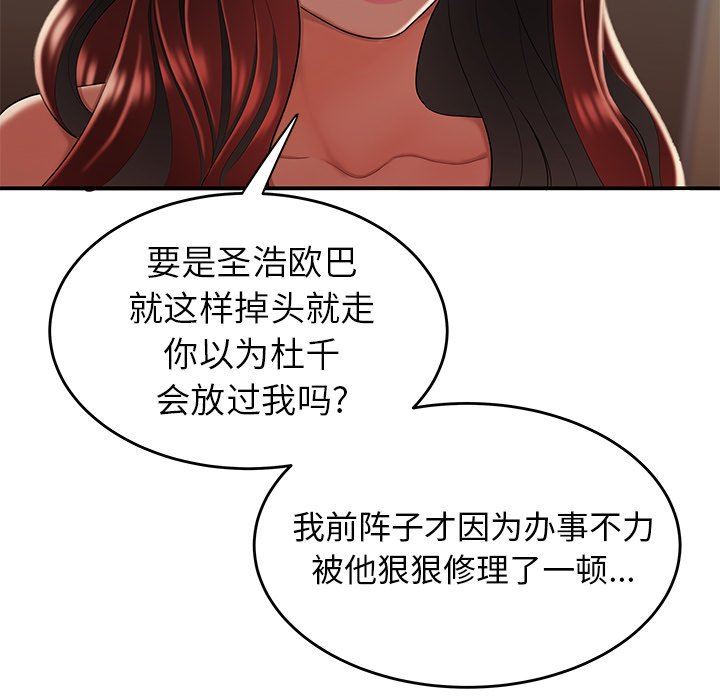 要是圣浩欧巴
就这样掉头就走
你以为杜千
会放过我吗?
我前阵子才因为办事不力
被他狠狠修理了一顿...